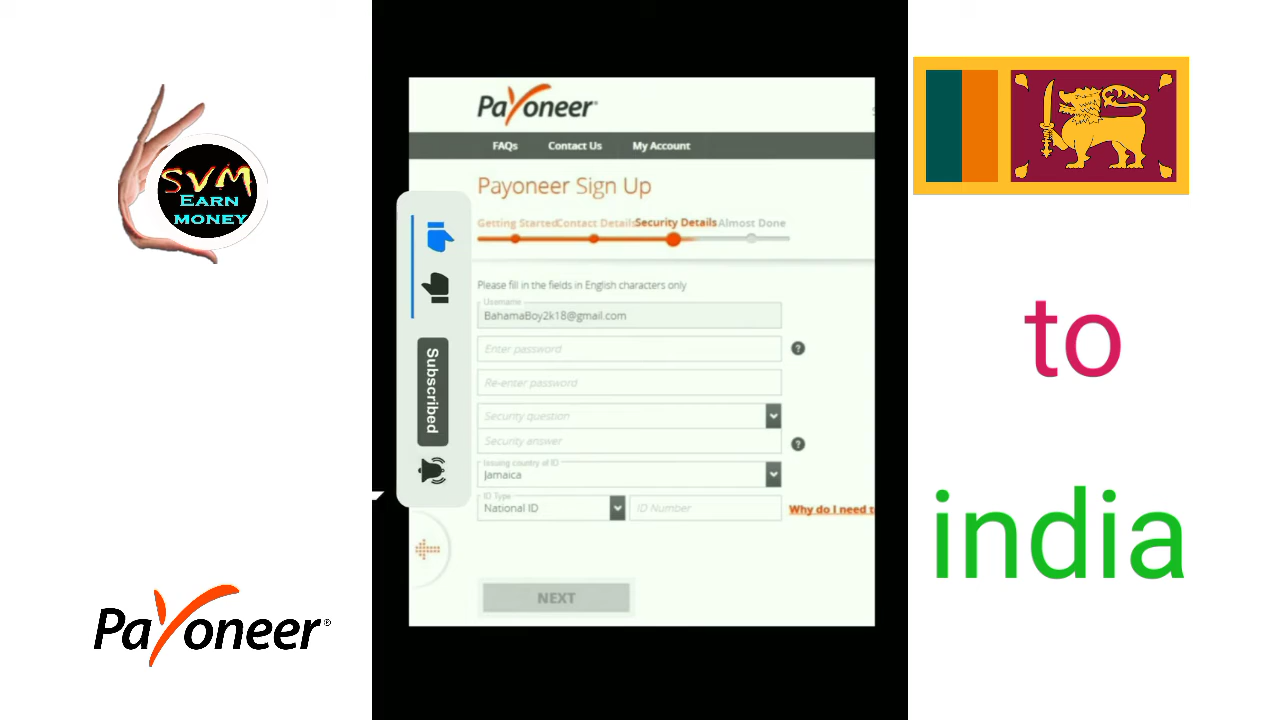 SVM
EARN
MONEY
Payoneer®
Payoneer®
FAQs Contact Us My Account
Payoneer Sign Up
Getting Started Contact Details Security Details Almost Done
Please fill in the fields in English characters only
Username
BahamaBoy2k18@gmail.com
Enter password
?
Re-enter password
Security question
Security answer
?
Issuing country of ID
Jamaica
ID Type
National ID
ID Number
Why do I need t
NEXT
Subscribed
to
india